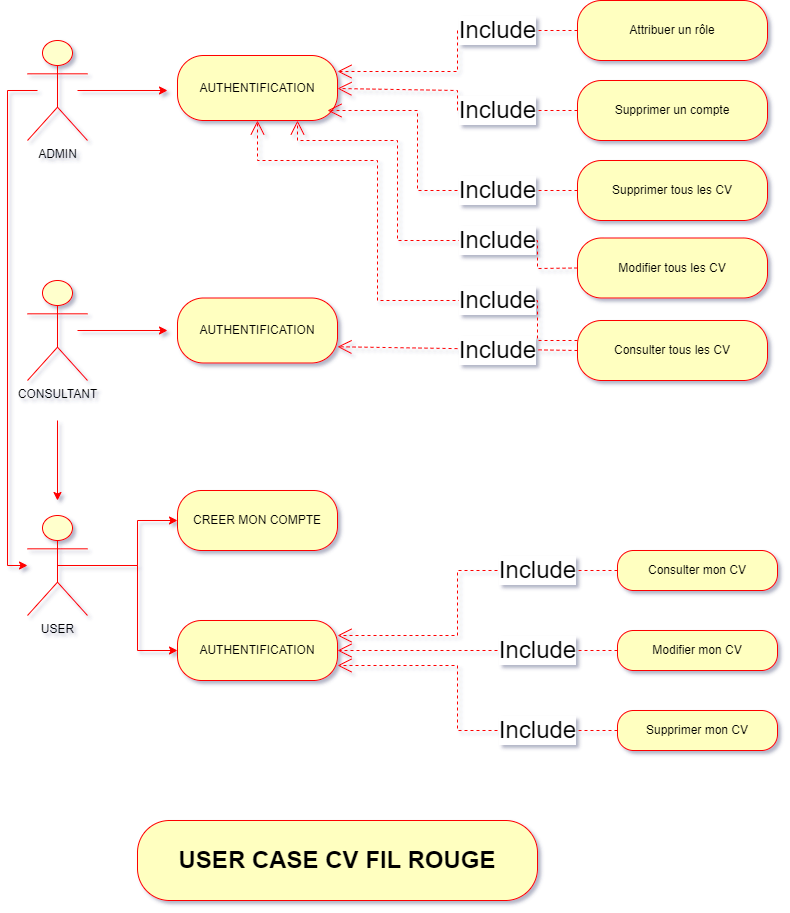 Include
Attribuer un rôle
AUTHENTIFICATION
Include
Supprimer un compte
ADMIN
Include
Supprimer tous les CV
Include
Modifier tous les CV
Include
AUTHENTIFICATION
Include
Consulter tous les CV
CONSULTANT
CREER MON COMPTE
Include
Consulter mon CV
USER
AUTHENTIFICATION
Include
Modifier mon CV
Include
Supprimer mon CV
USER CASE CV FIL ROUGE